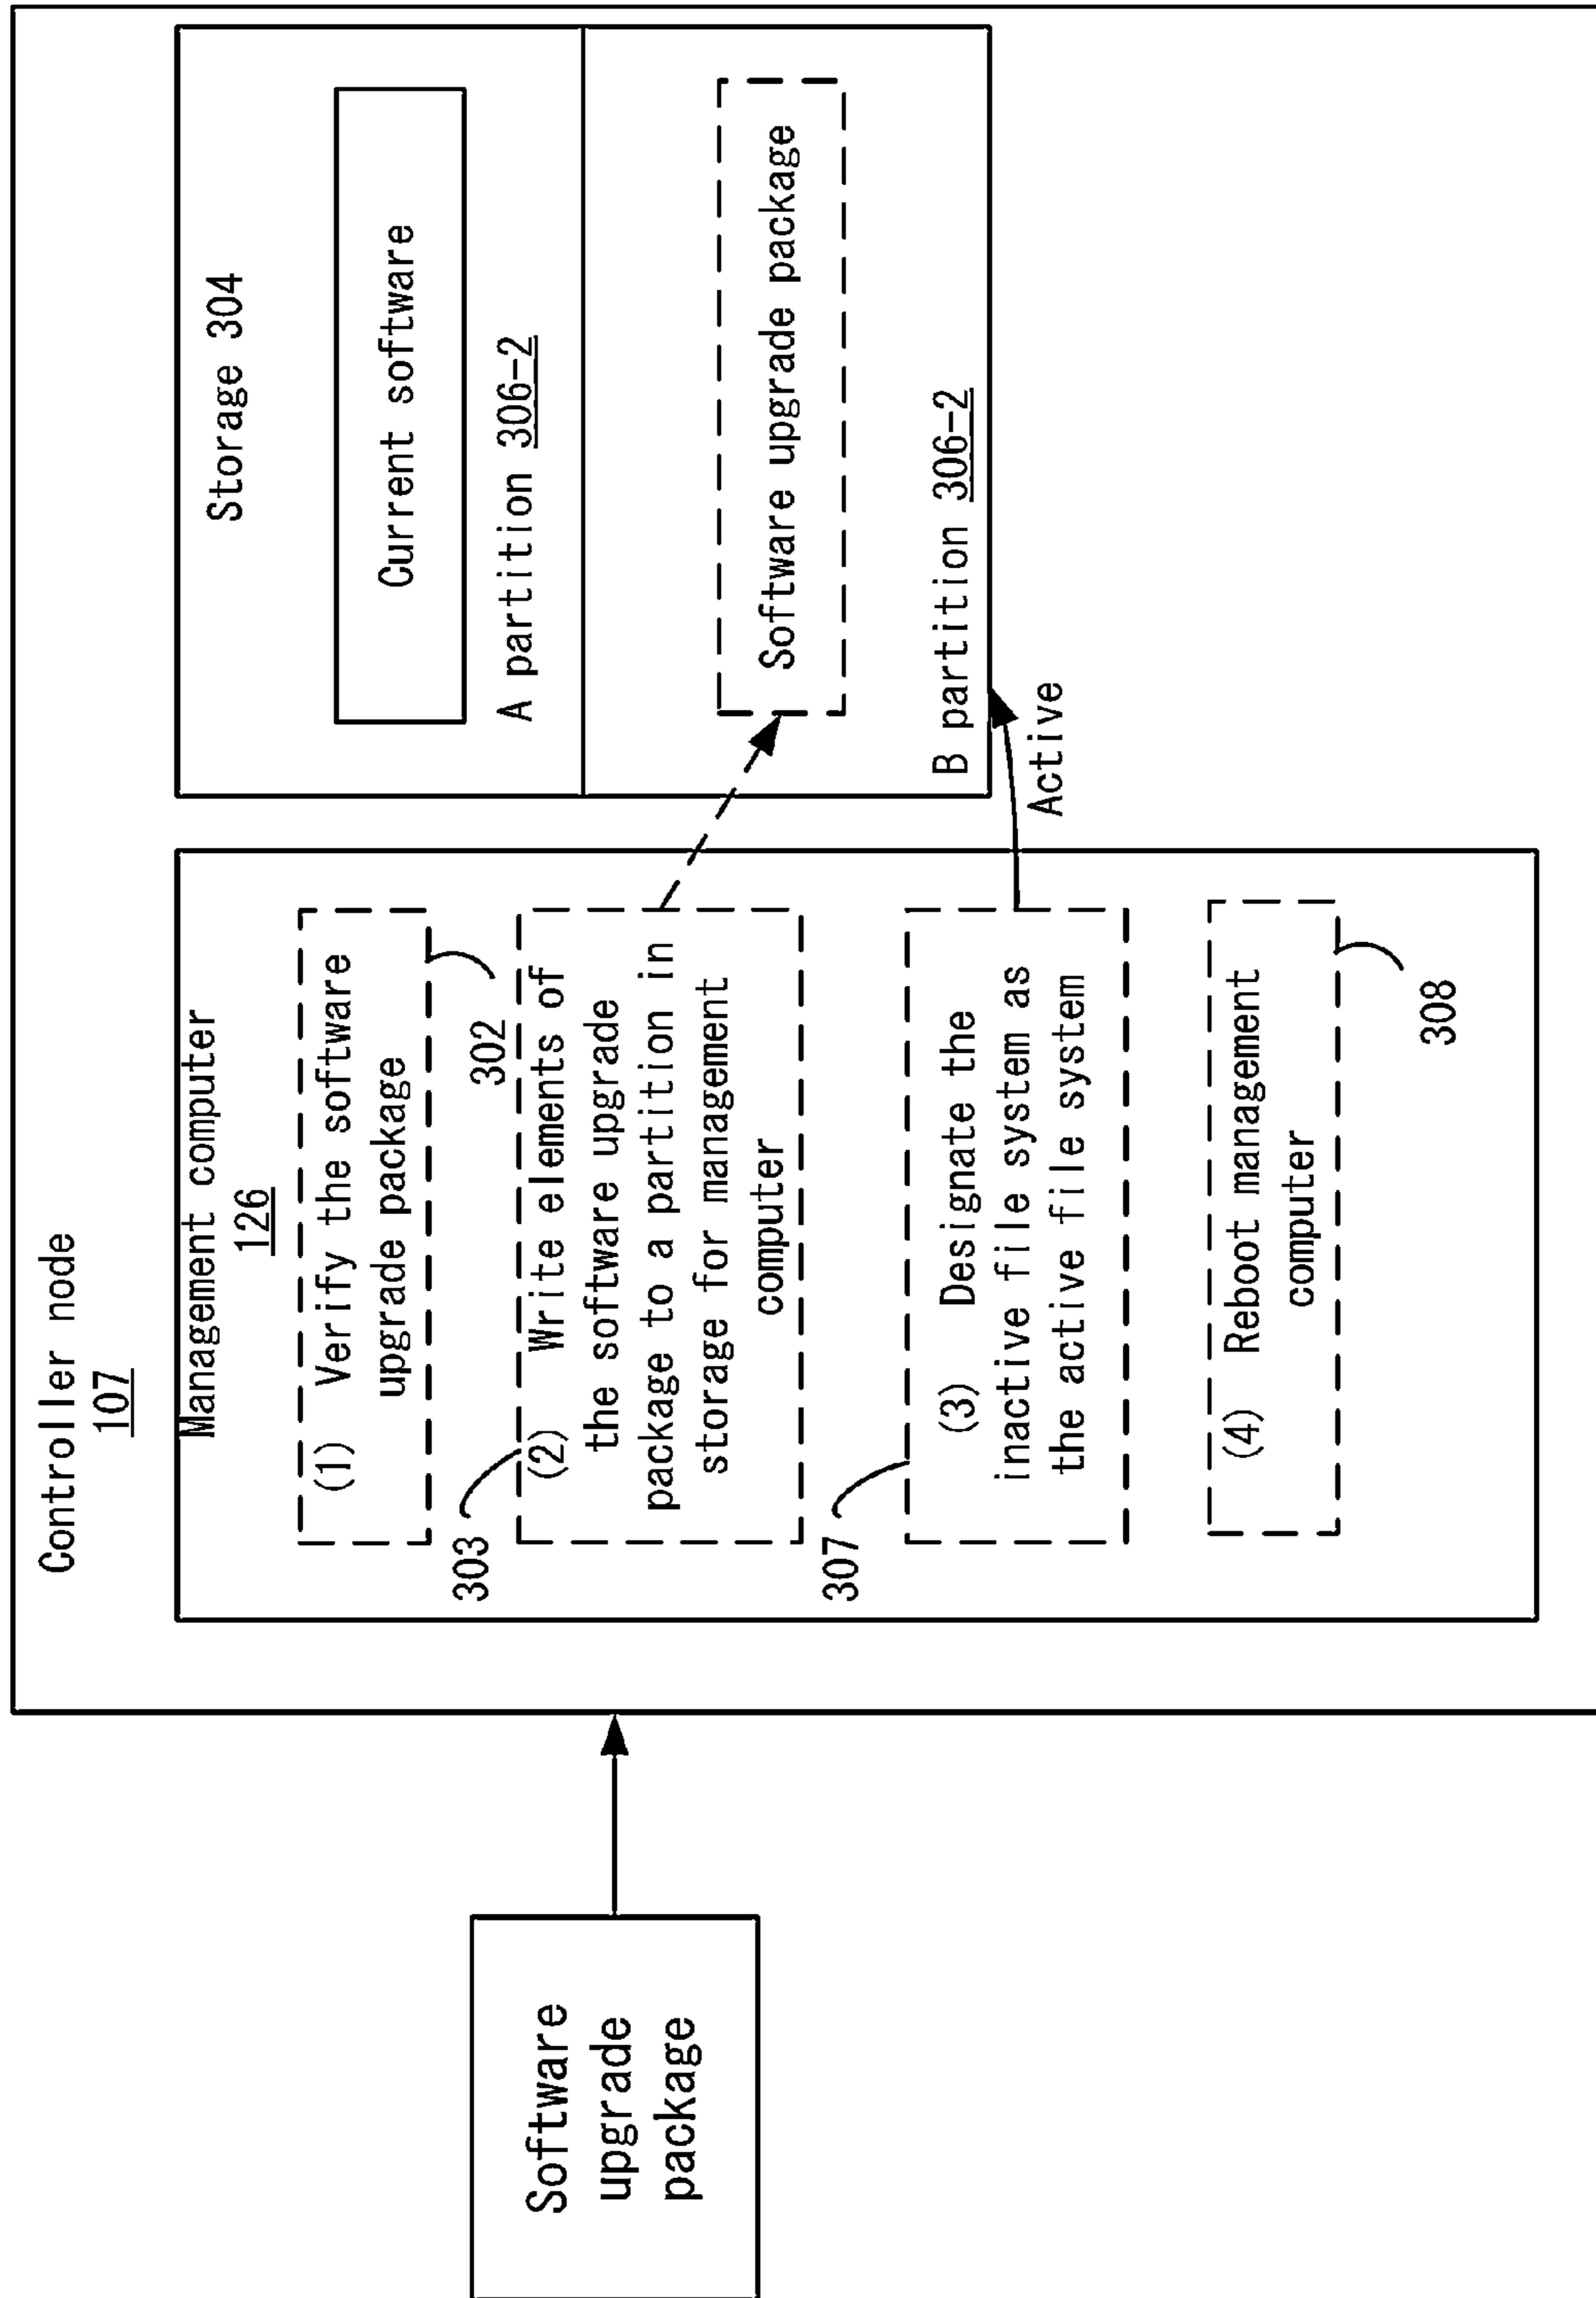 Software
upgrade
package
Controller node
107
Management computer
126
(1) Verify the software
upgrade package
302
303
(2) Write elements of
the software upgrade
package to a partition in
storage for management
computer
307
(3) Designate the
inactive file system as
the active file system
(4) Reboot management
computer
308
Storage 304
Current software
A partition 306-2
Software upgrade package
B partition 306-2
Active